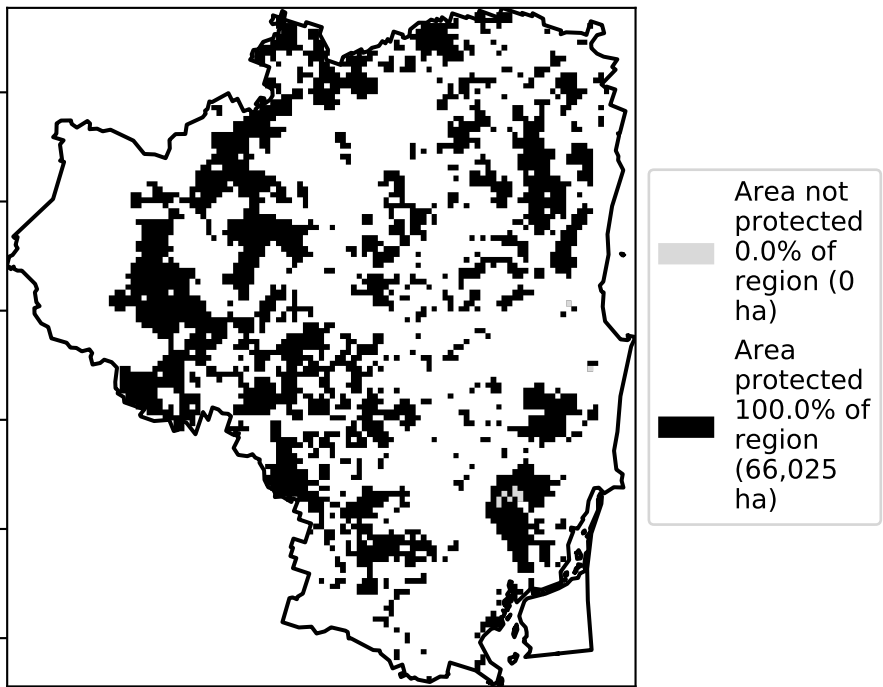 Area not
protected
0.0% of
region (0
ha)
Area
protected
100.0% of
region
(66,025
ha)